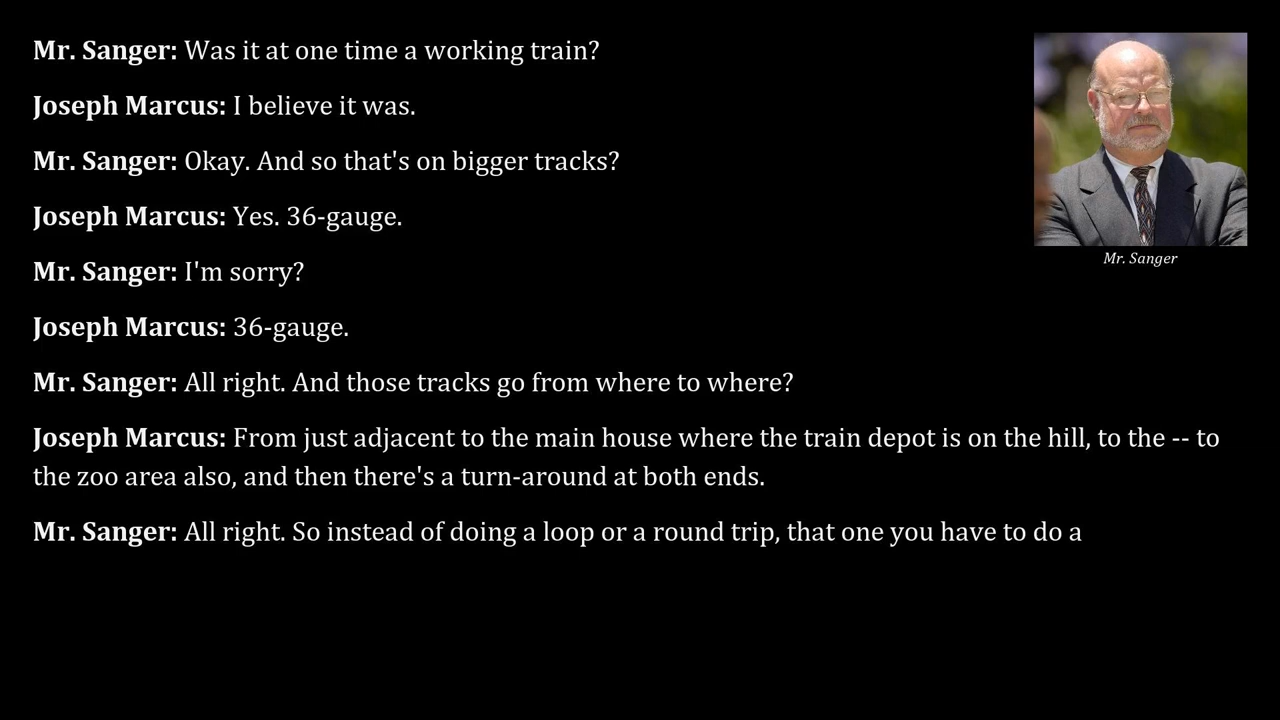 Mr. Sanger: Was it at one time a working train?
Joseph Marcus: I believe it was.
Mr. Sanger: Okay. And so that's on bigger tracks?
Joseph Marcus: Yes. 36-gauge.
Mr. Sanger: I'm sorry?
Joseph Marcus: 36-gauge.
Mr. Sanger: All right. And those tracks go from where to where?
Joseph Marcus: From just adjacent to the main house where the train depot is on the hill, to the -- to
the zoo area also, and then there's a turn-around at both ends.
Mr. Sanger: All right. So instead of doing a loop or a round trip, that one you have to do a
Mr. Sanger